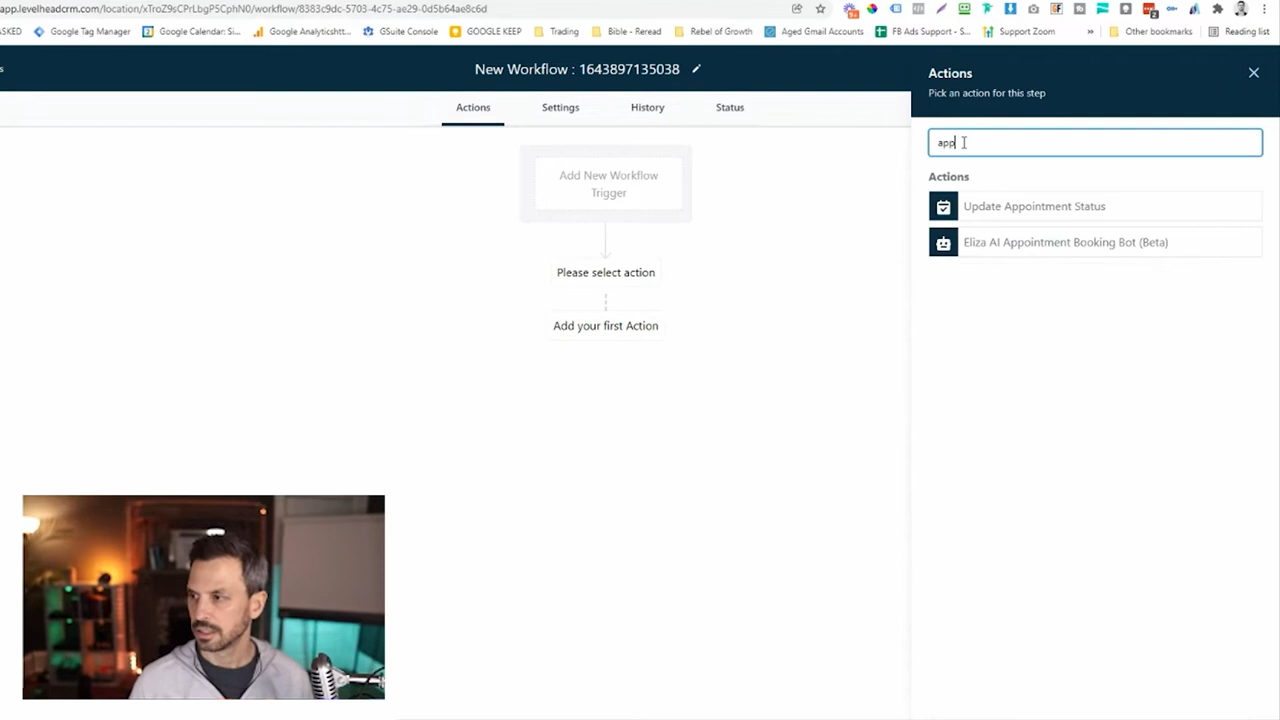 app.levelheadcrm.com/location/xTroZ9sCPrLbgP5CphN0/workflow/8383c9dc-5703-4c75-ae29-0d5b64ae8c6d
ASKED
Google Tag Manager
Google Calendar: Si...
Google Analyticshtt...
GSuite Console
GOOGLE KEEP
Trading
Bible - Reread
Rebel of Growth
Aged Gmail Accounts
FB Ads Support - S...
Support Zoom
»
Other bookmarks
Reading list
s
New Workflow : 1643897135038
Actions
Pick an action for this step
Actions
Settings
History
Status
app
Actions
Update Appointment Status
Eliza AI Appointment Booking Bot (Beta)
Add New Workflow
Trigger
Please select action
Add your first Action